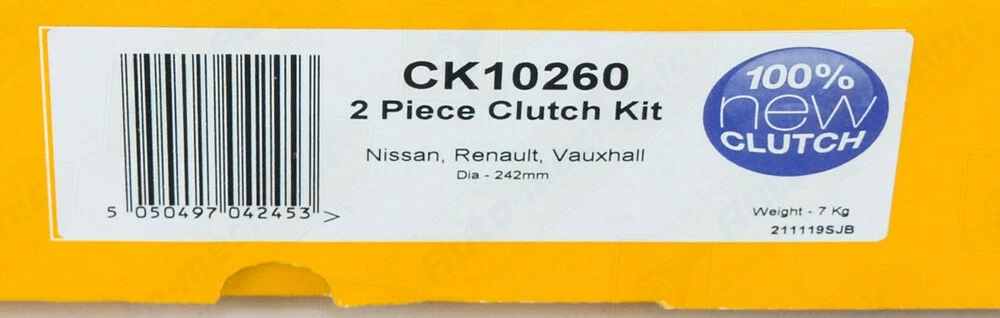 CK10260
2 Piece Clutch Kit
Nissan, Renault, Vauxhall
Dia - 242mm
5 050497 042453 >
100%
new
CLUTCH
Weight - 7 Kg
211119SJB